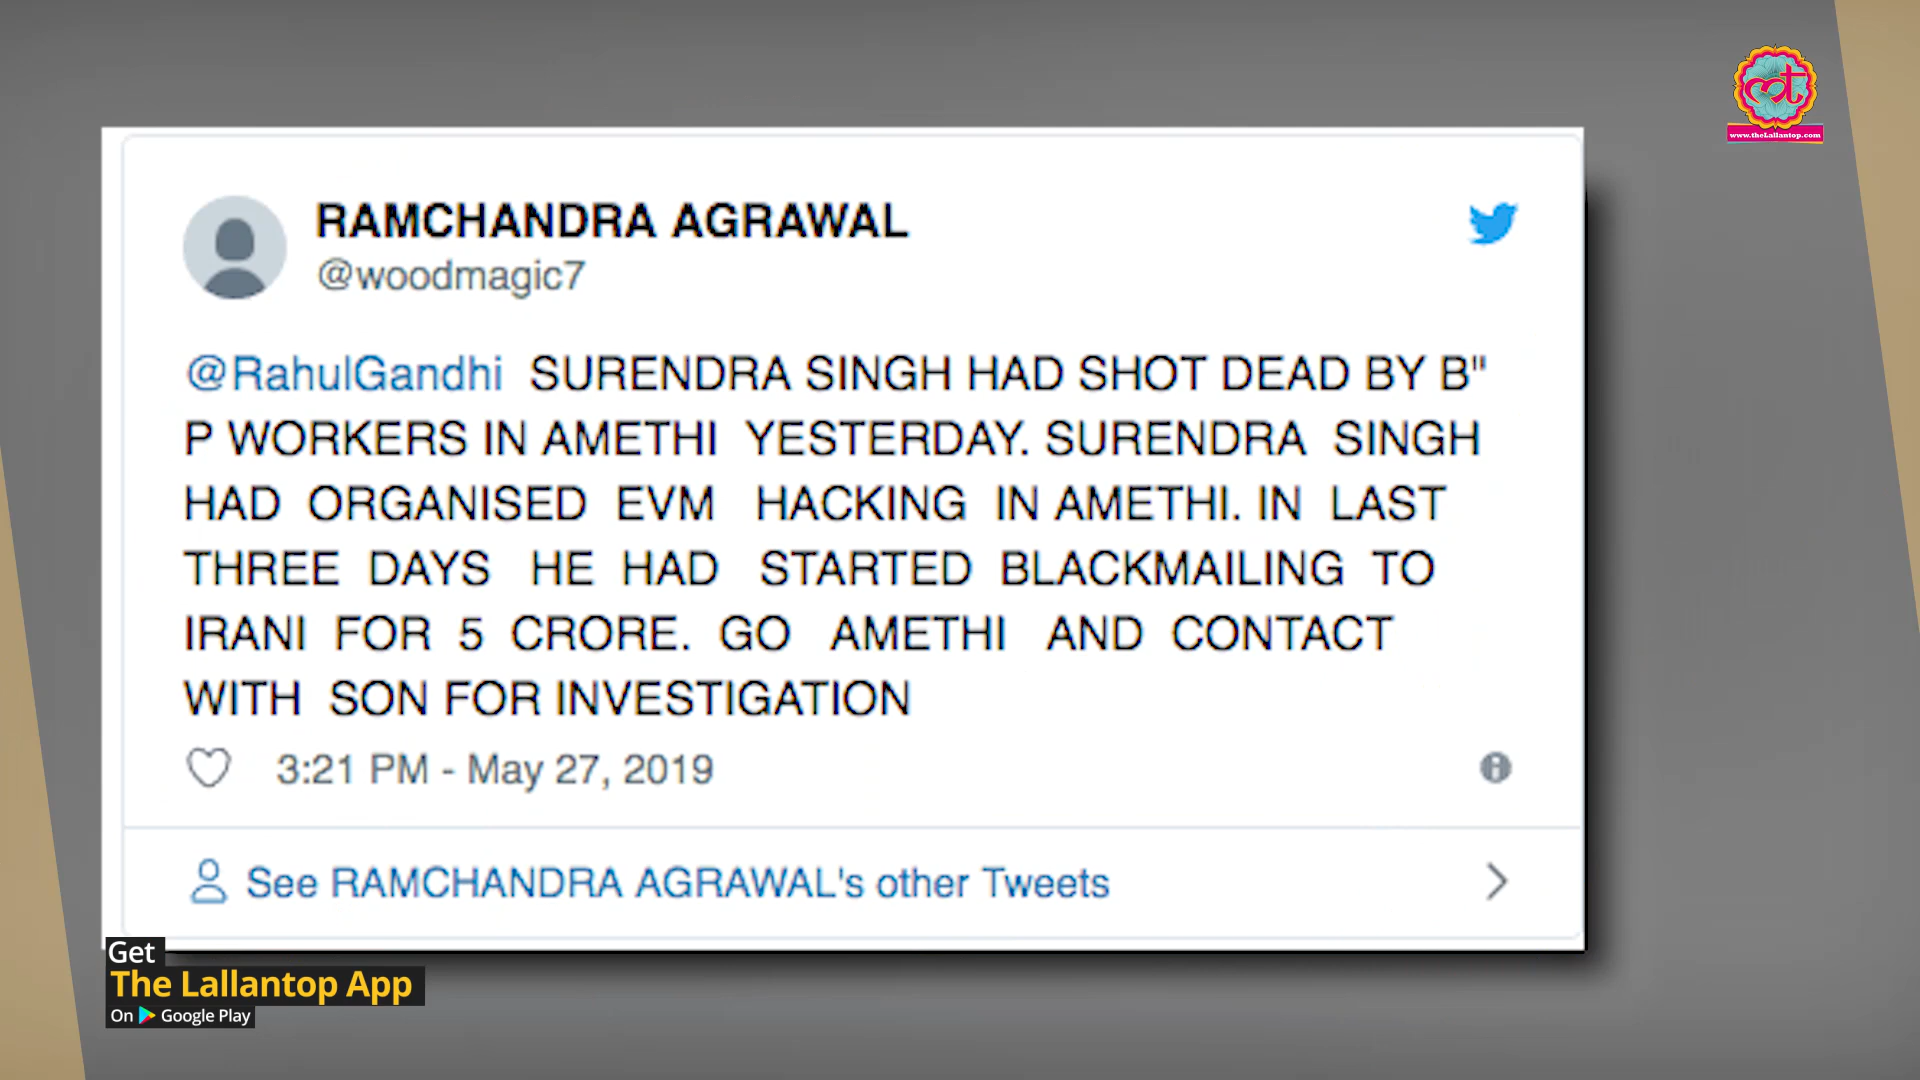 www.theLallantop.com
RAMCHANDRA AGRAWAL
@woodmagic7
@RahulGandhi SURENDRA SINGH HAD SHOT DEAD BY B"
P WORKERS IN AMETHI YESTERDAY. SURENDRA SINGH
HAD ORGANISED EVM HACKING IN AMETHI. IN LAST
THREE DAYS HE HAD STARTED BLACKMAILING TO
IRANI FOR 5 CRORE. GO AMETHI AND CONTACT
WITH SON FOR INVESTIGATION
3:21 PM - May 27, 2019
See RAMCHANDRA AGRAWAL's other Tweets
Get
The Lallantop App
On Google Play